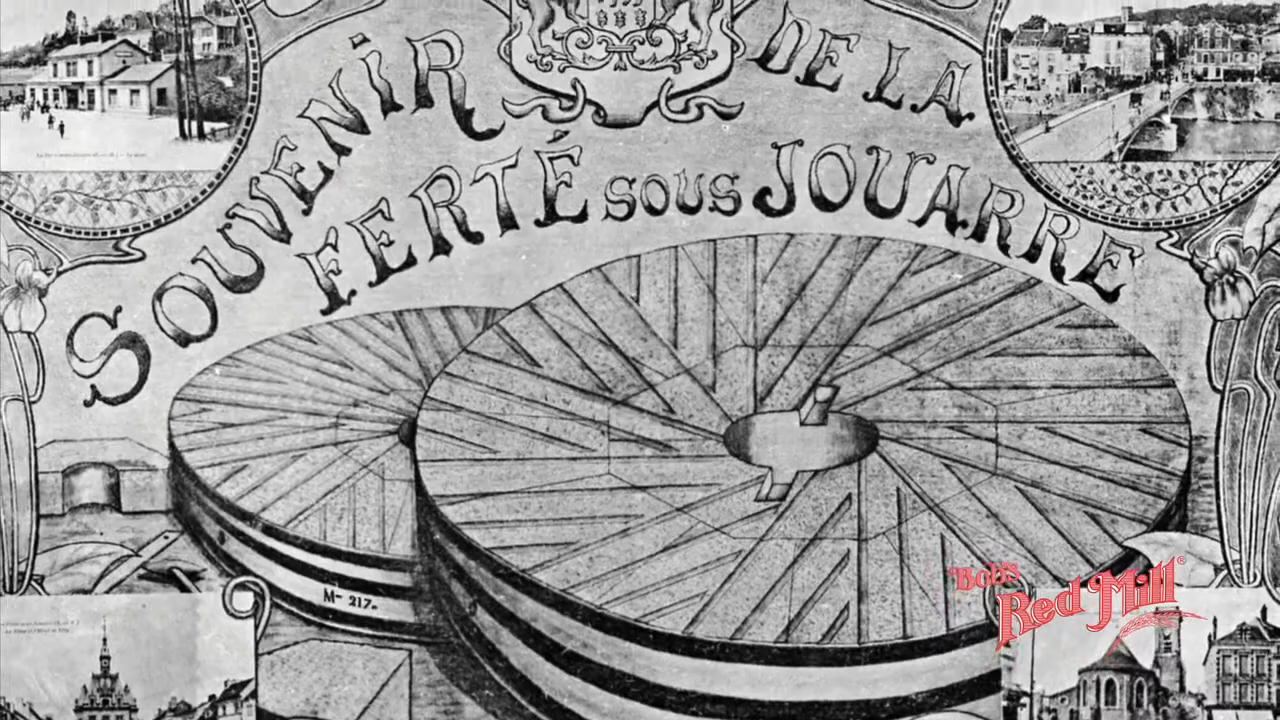 SOUVENIR DE LA
FERTÉ SOUS JOUARRE
M- 217.
Bob's
Red Mill